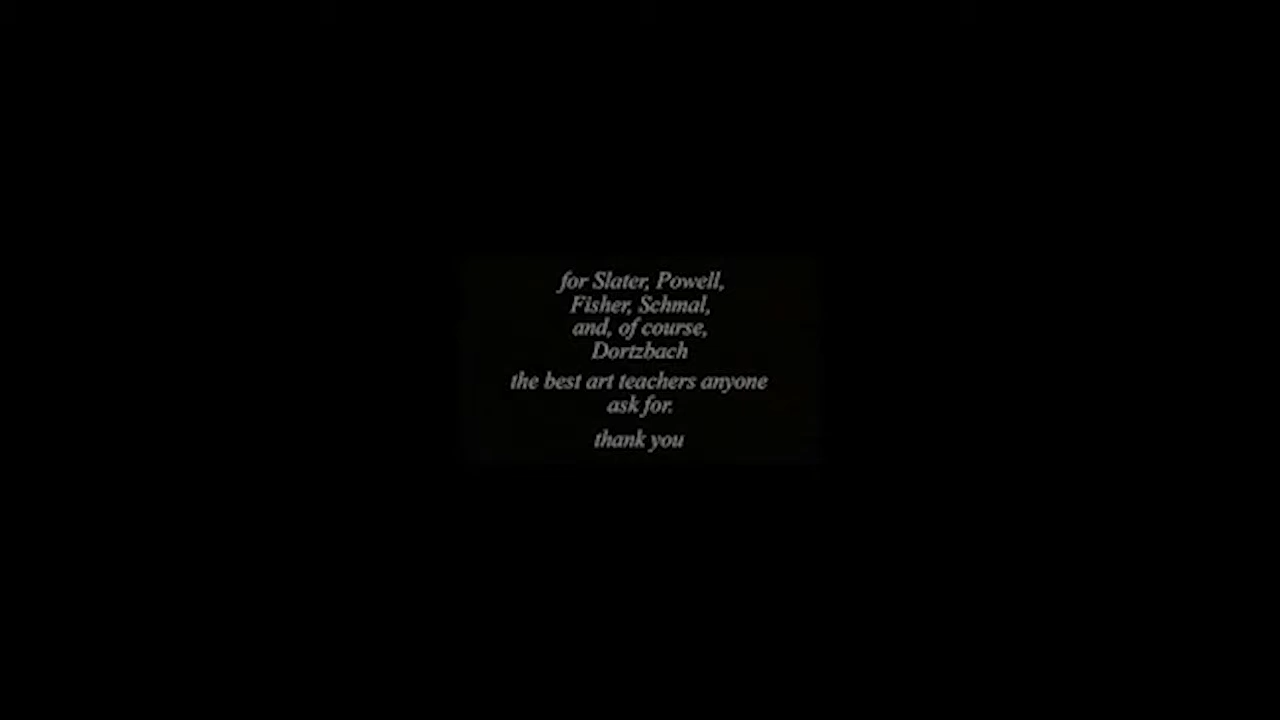 for Slater, Powell,
Fisher, Schmal,
and, of course,
Dortzbach
the best art teachers anyone
ask for.
thank you